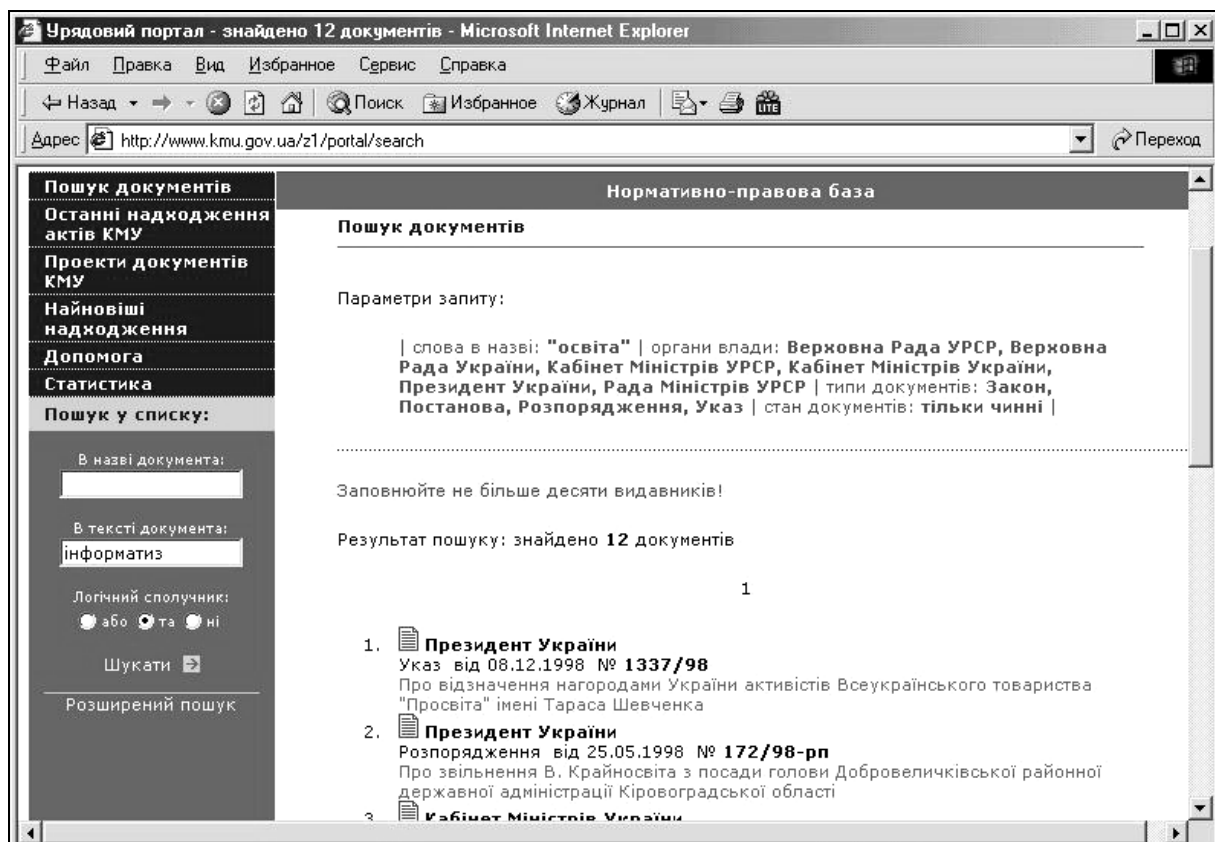 Урядовий портал - знайдено 12 документів - Microsoft Internet Explorer
Файл Правка Вид Избранное Сервис Справка
Назад Поиск Избранное Журнал LITE
Адрес http://www.kmu.gov.ua/z1/portal/search Переход
Пошук документів
Останні надходження
актів КМУ
Проекти документів
КМУ
Найновіші
надходження
Допомога
Статистика
Пошук у списку:
В назві документа:
В тексті документа:
інформатиз
Логічний сполучник:
або та ні
Шукати
Розширений пошук
Нормативно-правова база
Пошук документів
Параметри запиту:
| слова в назві: "освіта" | органи влади: Верховна Рада УРСР, Верховна
Рада України, Кабінет Міністрів УРСР, Кабінет Міністрів України,
Президент України, Рада Міністрів УРСР | типи документів: Закон,
Постанова, Розпорядження, Указ | стан документів: тільки чинні |
Заповнюйте не більше десяти видавників!
Результат пошуку: знайдено 12 документів
1
1. Президент України
Указ від 08.12.1998 № 1337/98
Про відзначення нагородами України активістів Всеукраїнського товариства
"Просвіта" імені Тараса Шевченка
2. Президент України
Розпорядження від 25.05.1998 № 172/98-рп
Про звільнення В. Крайносвіта з посади голови Добровеличківської районної
державної адміністрації Кіровоградської області
3. Кабінет Міністрів України